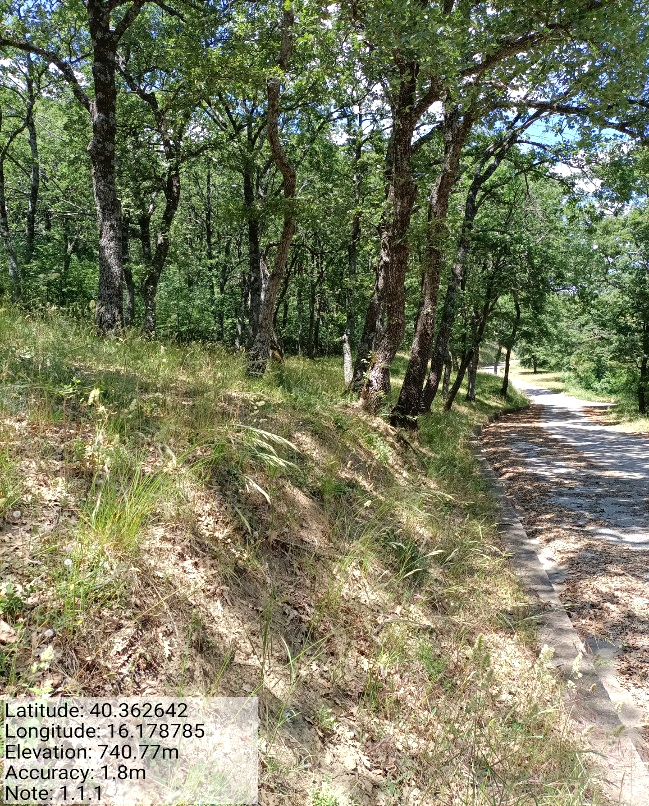 Latitude: 40.362642
Longitude: 16.178785
Elevation: 740.77m
Accuracy: 1.8m
Note: 1.1.1